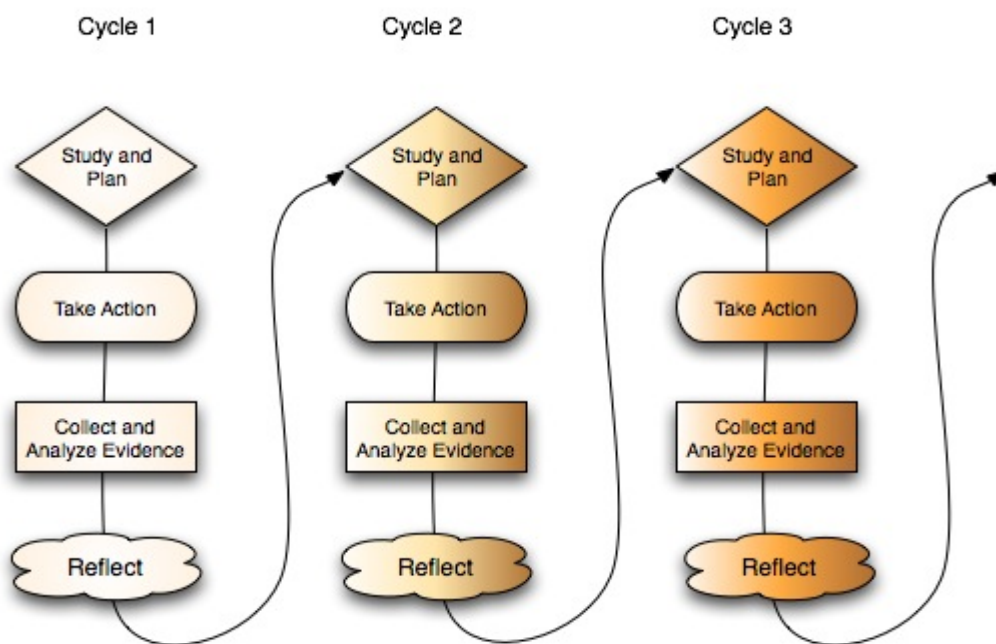 Cycle 1
Study and
Plan
Take Action
Collect and
Analyze Evidence
Reflect
Cycle 2
Study and
Plan
Take Action
Collect and
Analyze Evidence
Reflect
Cycle 3
Study and
Plan
Take Action
Collect and
Analyze Evidence
Reflect